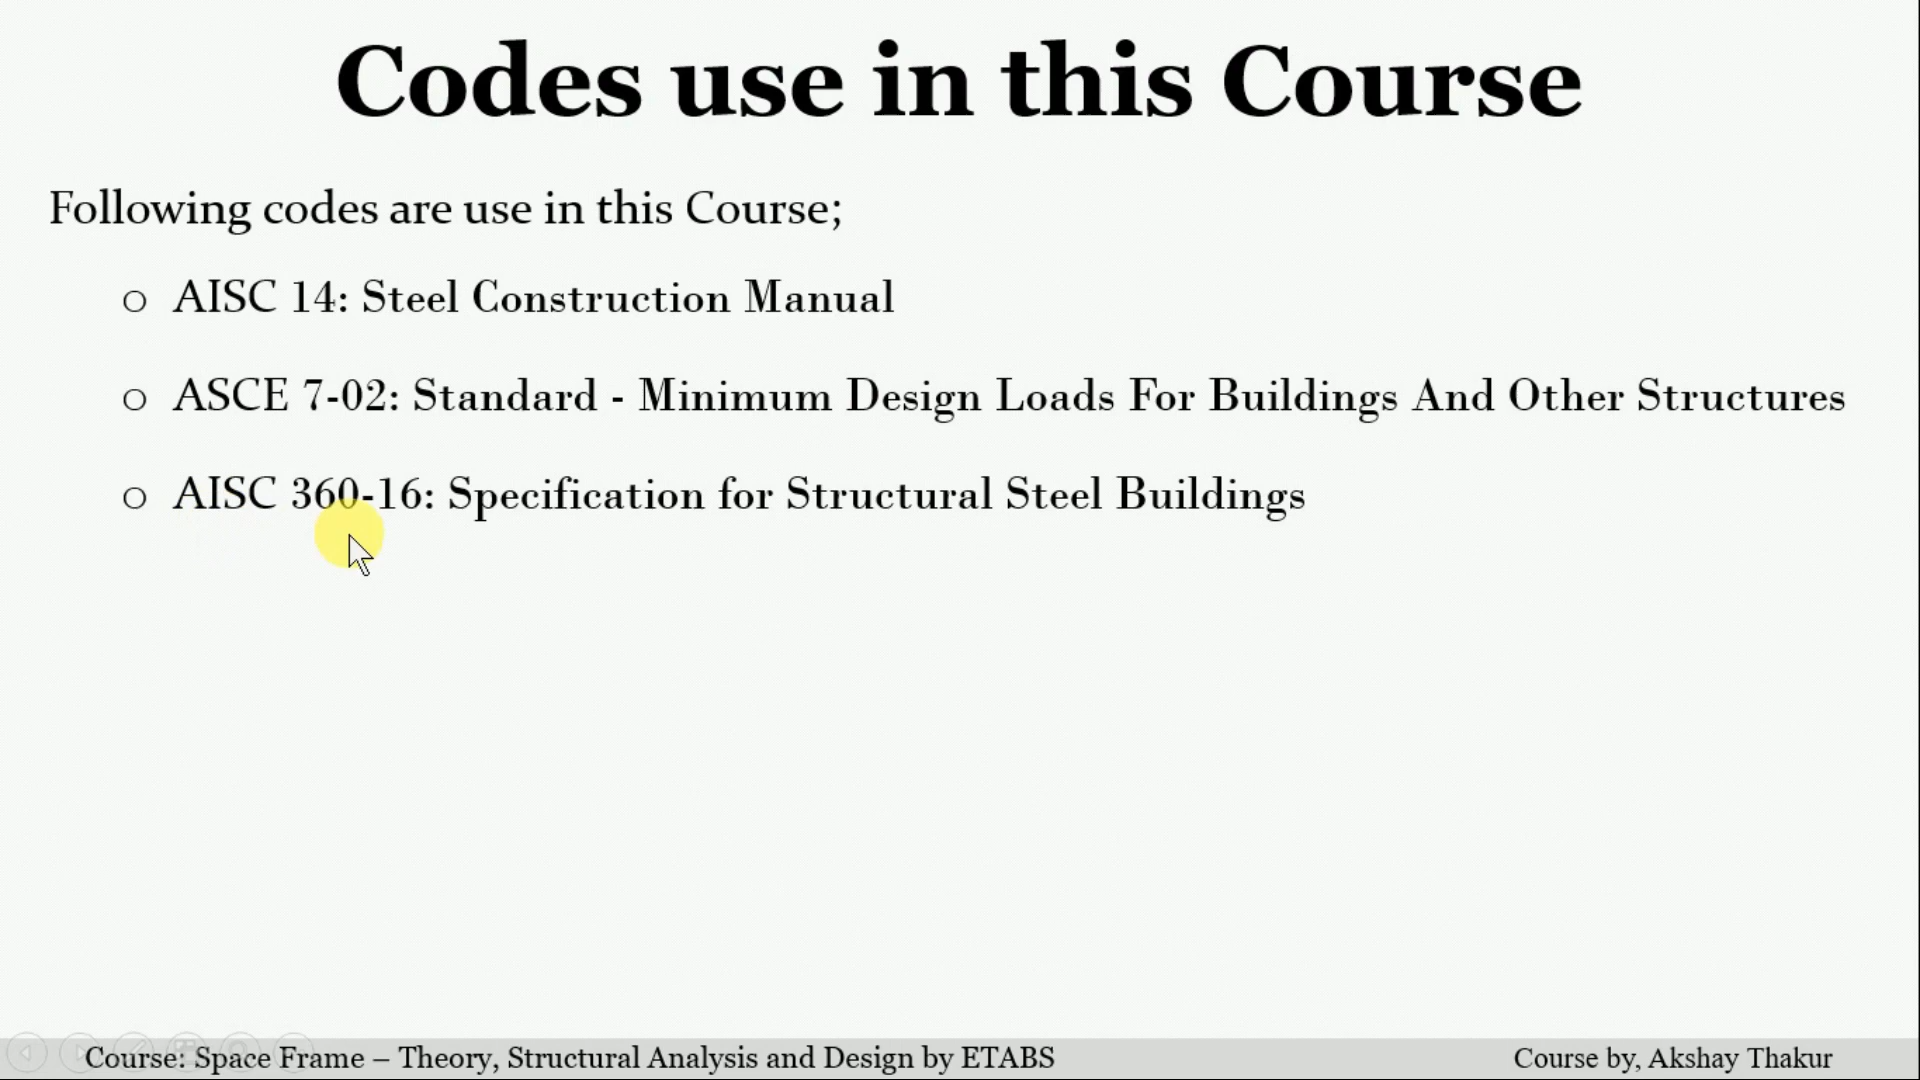 Codes use in this Course
Following codes are use in this Course;
○ AISC 14: Steel Construction Manual
○ ASCE 7-02: Standard - Minimum Design Loads For Buildings And Other Structures
○ AISC 360-16: Specification for Structural Steel Buildings
Course: Space Frame – Theory, Structural Analysis and Design by ETABS
Course by, Akshay Thakur